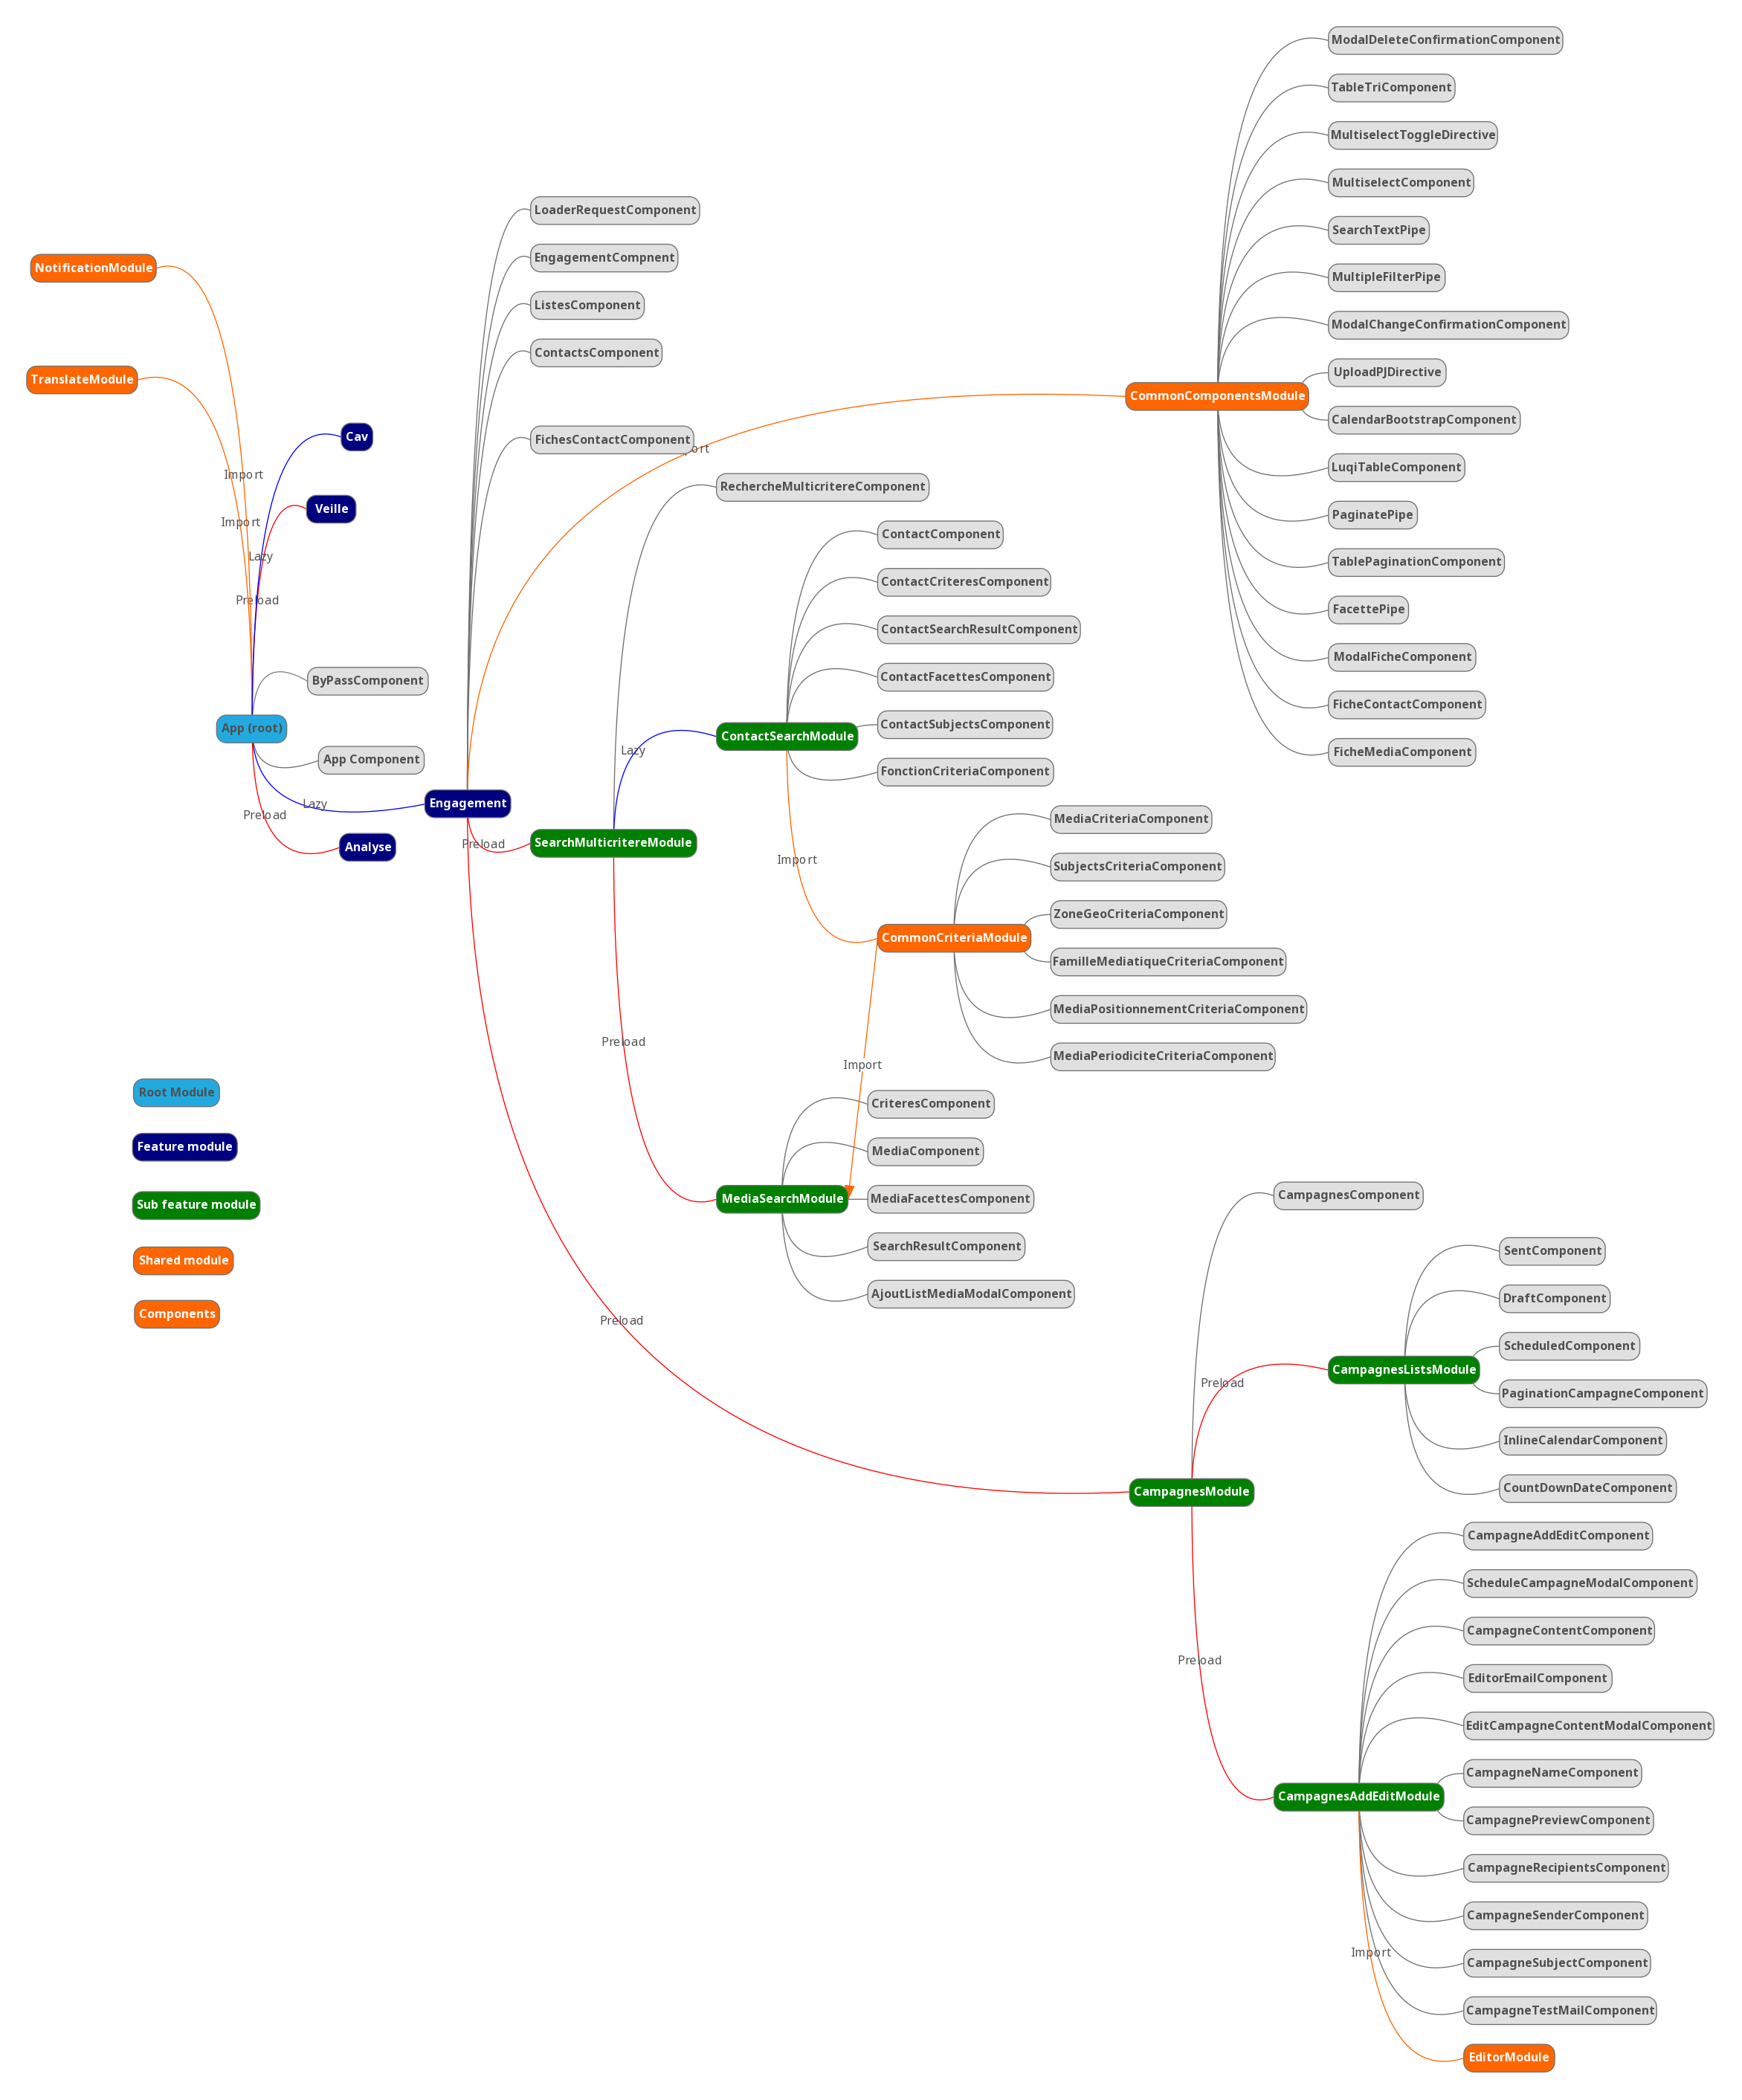 NotificationModule
TranslateModule
Import
Import
Cav
Veille
Lazy
Preload
ByPassComponent
App (root)
App Component
Lazy
Preload
Engagement
Analyse
LoaderRequestComponent
EngagementCompnent
ListesComponent
ContactsComponent
FichesContactComponent
Preload
SearchMulticritereModule
RechercheMulticritereComponent
Lazy
ContactSearchModule
ContactComponent
ContactCriteresComponent
ContactSearchResultComponent
ContactFacettesComponent
ContactSubjectsComponent
FonctionCriteriaComponent
Import
CommonCriteriaModule
MediaCriteriaComponent
SubjectsCriteriaComponent
ZoneGeoCriteriaComponent
FamilleMediatiqueCriteriaComponent
MediaPositionnementCriteriaComponent
MediaPeriodiciteCriteriaComponent
Import
Preload
MediaSearchModule
CriteresComponent
MediaComponent
MediaFacettesComponent
SearchResultComponent
AjoutListMediaModalComponent
CommonComponentsModule
ModalDeleteConfirmationComponent
TableTriComponent
MultiselectToggleDirective
MultiselectComponent
SearchTextPipe
MultipleFilterPipe
ModalChangeConfirmationComponent
UploadPJDirective
CalendarBootstrapComponent
LuqiTableComponent
PaginatePipe
TablePaginationComponent
FacettePipe
ModalFicheComponent
FicheContactComponent
FicheMediaComponent
Preload
CampagnesModule
CampagnesComponent
Preload
CampagnesListsModule
SentComponent
DraftComponent
ScheduledComponent
PaginationCampagneComponent
InlineCalendarComponent
CountDownDateComponent
Preload
CampagnesAddEditModule
CampagneAddEditComponent
ScheduleCampagneModalComponent
CampagneContentComponent
EditorEmailComponent
EditCampagneContentModalComponent
CampagneNameComponent
CampagnePreviewComponent
CampagneRecipientsComponent
CampagneSenderComponent
CampagneSubjectComponent
CampagneTestMailComponent
Import
EditorModule
Root Module
Feature module
Sub feature module
Shared module
Components